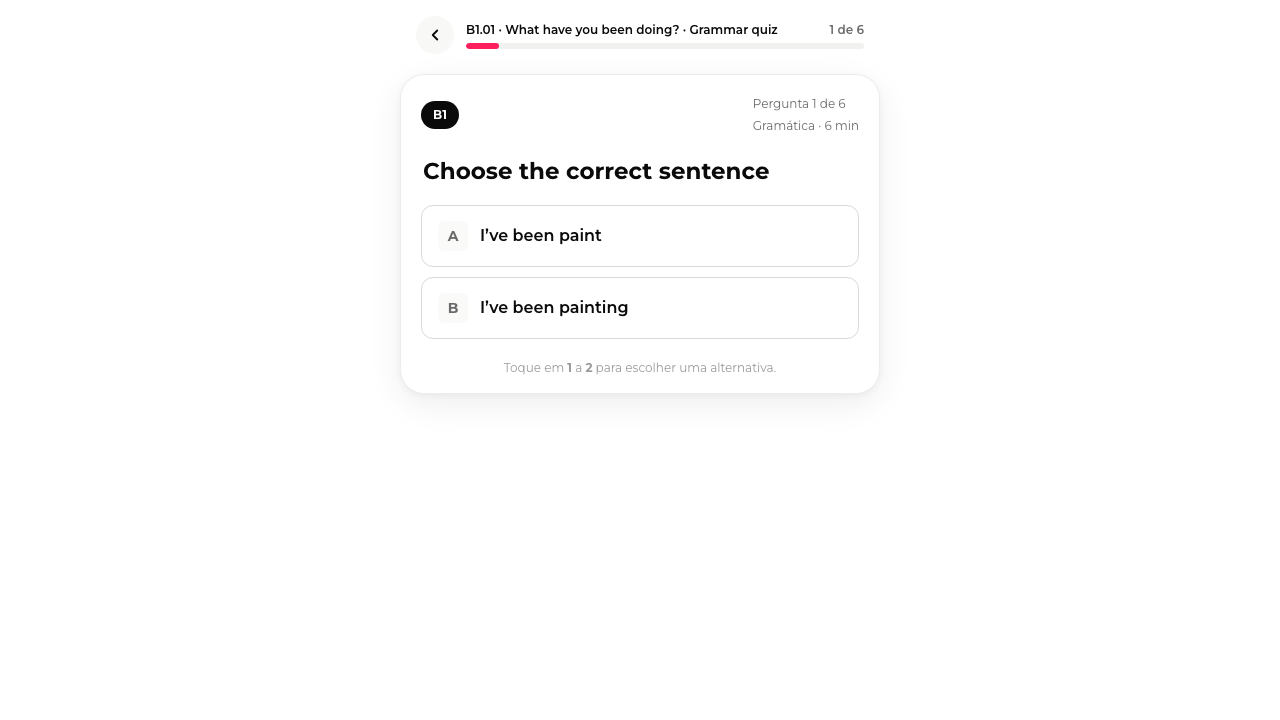 B1.01 · What have you been doing? · Grammar quiz
1 de 6
B1
Pergunta 1 de 6
Gramática · 6 min
Choose the correct sentence
A I’ve been paint
B I’ve been painting
Toque em 1 a 2 para escolher uma alternativa.